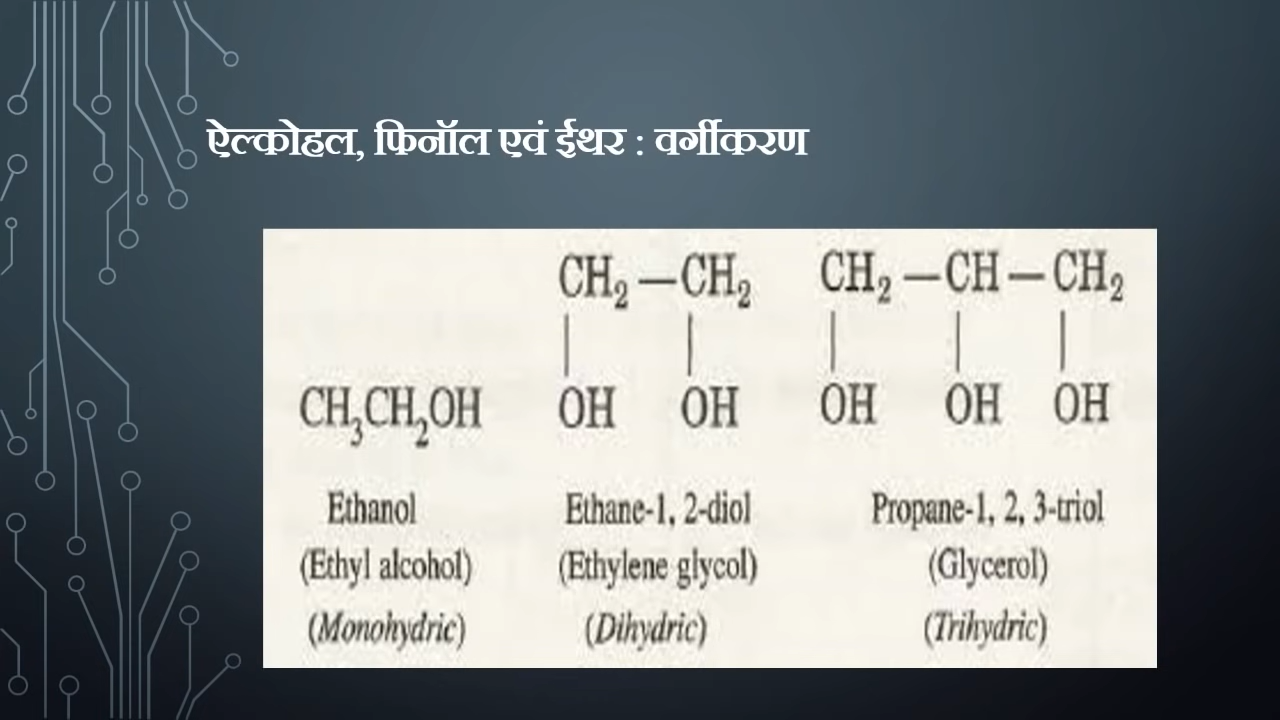 ऐल्कोहल, फिनॉल एवं ईथर : वर्गीकरण
CH₂ —CH₂ CH₂ —CH—CH₂
| | | | |
CH₃CH₂OH OH OH OH OH OH
Ethanol Ethane-1, 2-diol Propane-1, 2, 3-triol
(Ethyl alcohol) (Ethylene glycol) (Glycerol)
(Monohydric) (Dihydric) (Trihydric)